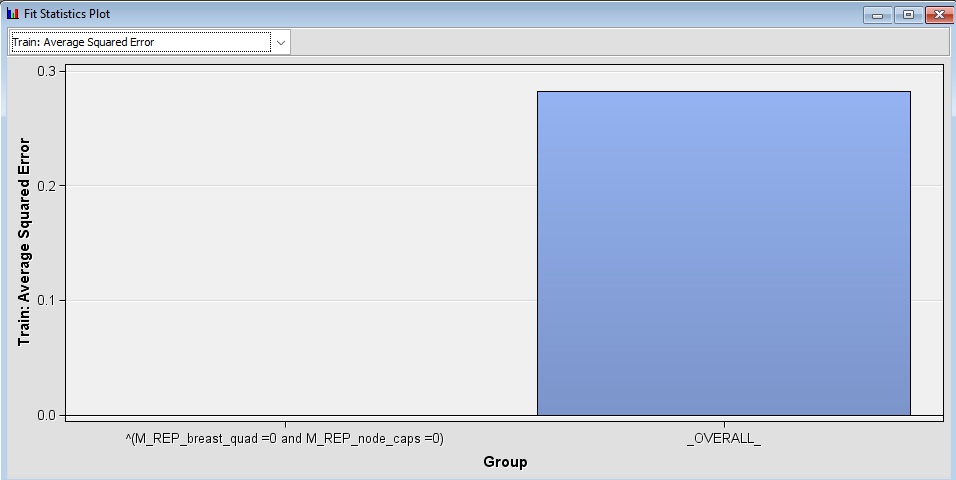 Fit Statistics Plot
Train: Average Squared Error
0.3
0.2
0.1
0.0
Train: Average Squared Error
^(M_REP_breast_quad =0 and M_REP_node_caps =0)
_OVERALL_
Group